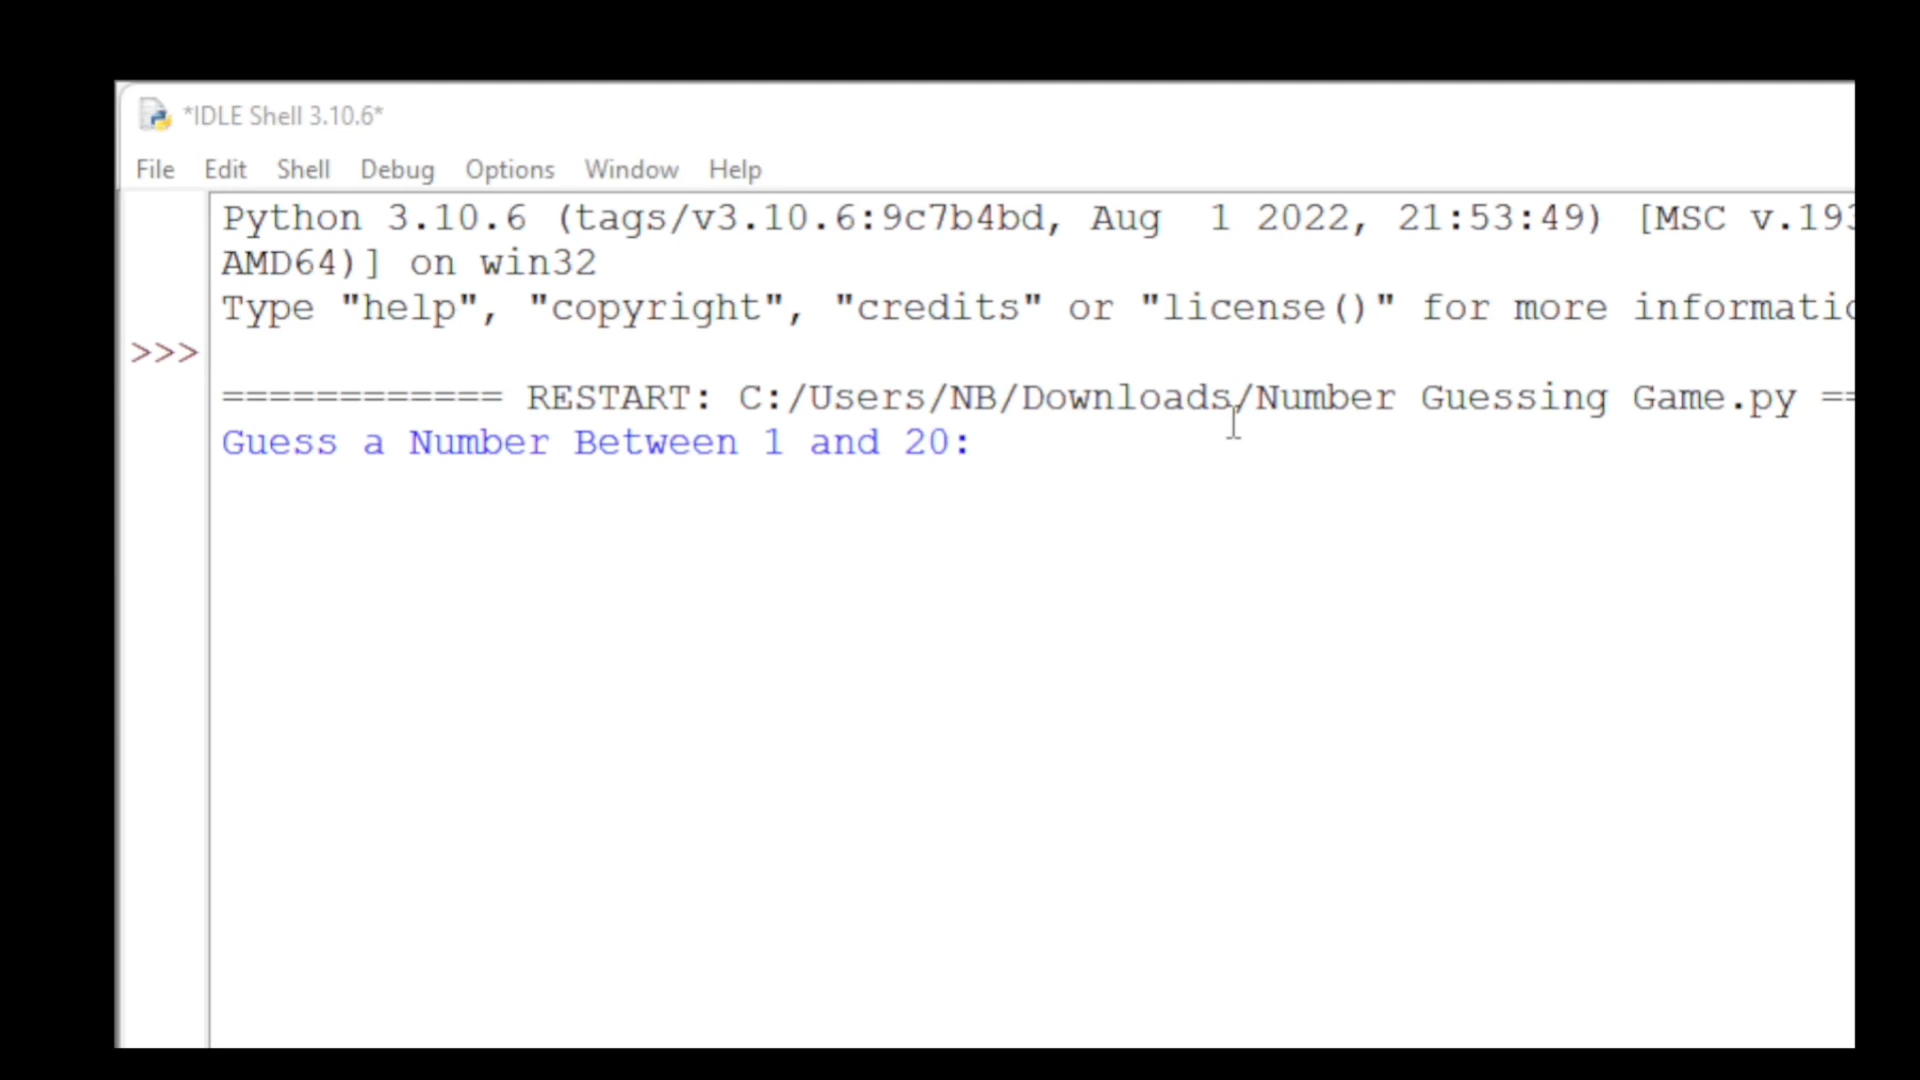 *IDLE Shell 3.10.6*
File Edit Shell Debug Options Window Help
Python 3.10.6 (tags/v3.10.6:9c7b4bd, Aug  1 2022, 21:53:49) [MSC v.193
AMD64)] on win32
Type "help", "copyright", "credits" or "license()" for more informatio
>>>
============ RESTART: C:/Users/NB/Downloads/Number Guessing Game.py ==
Guess a Number Between 1 and 20: